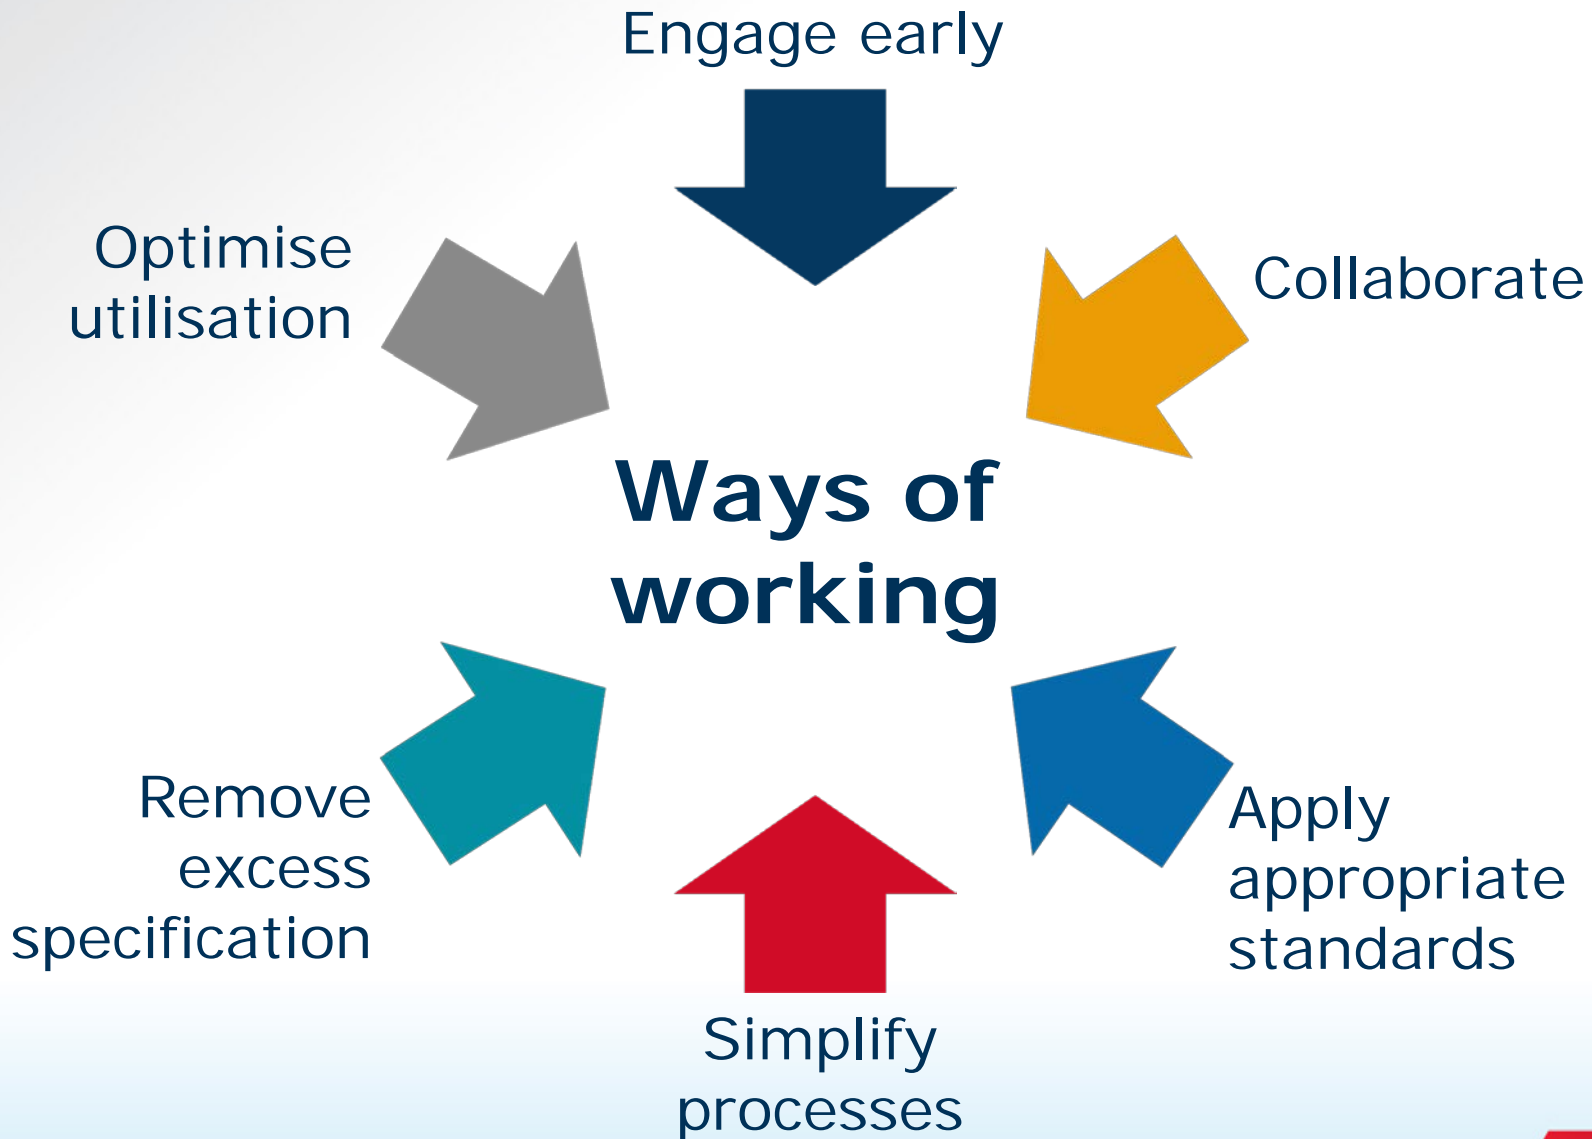 Engage early
Optimise
utilisation
Collaborate
Ways of
working
Remove
excess
specification
Apply
appropriate
standards
Simplify
processes